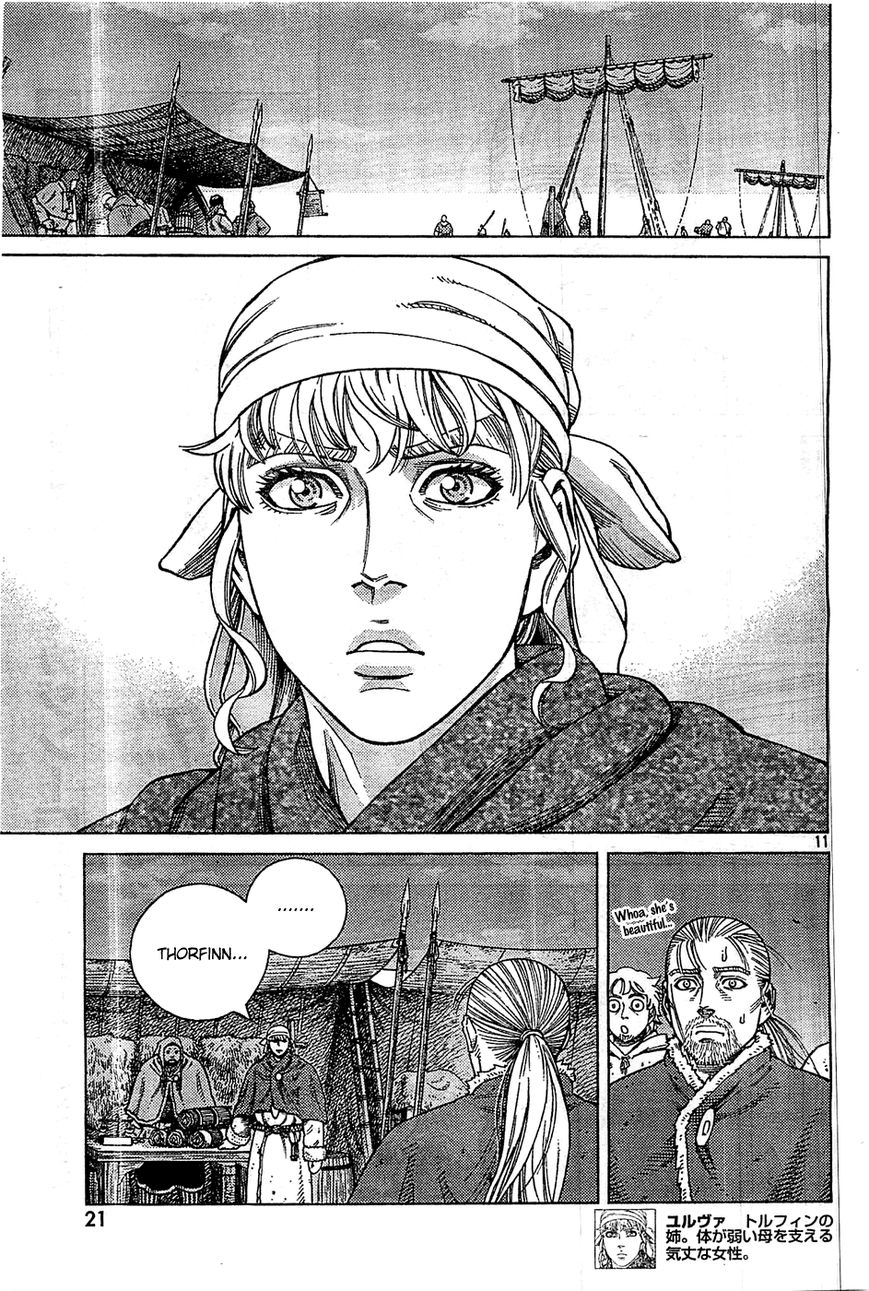 11
.......
THORFINN...
Whoa, she's
beautiful...
21
ユルヴァ　トルフィンの
姉。体が弱い母を支える
気丈な女性。